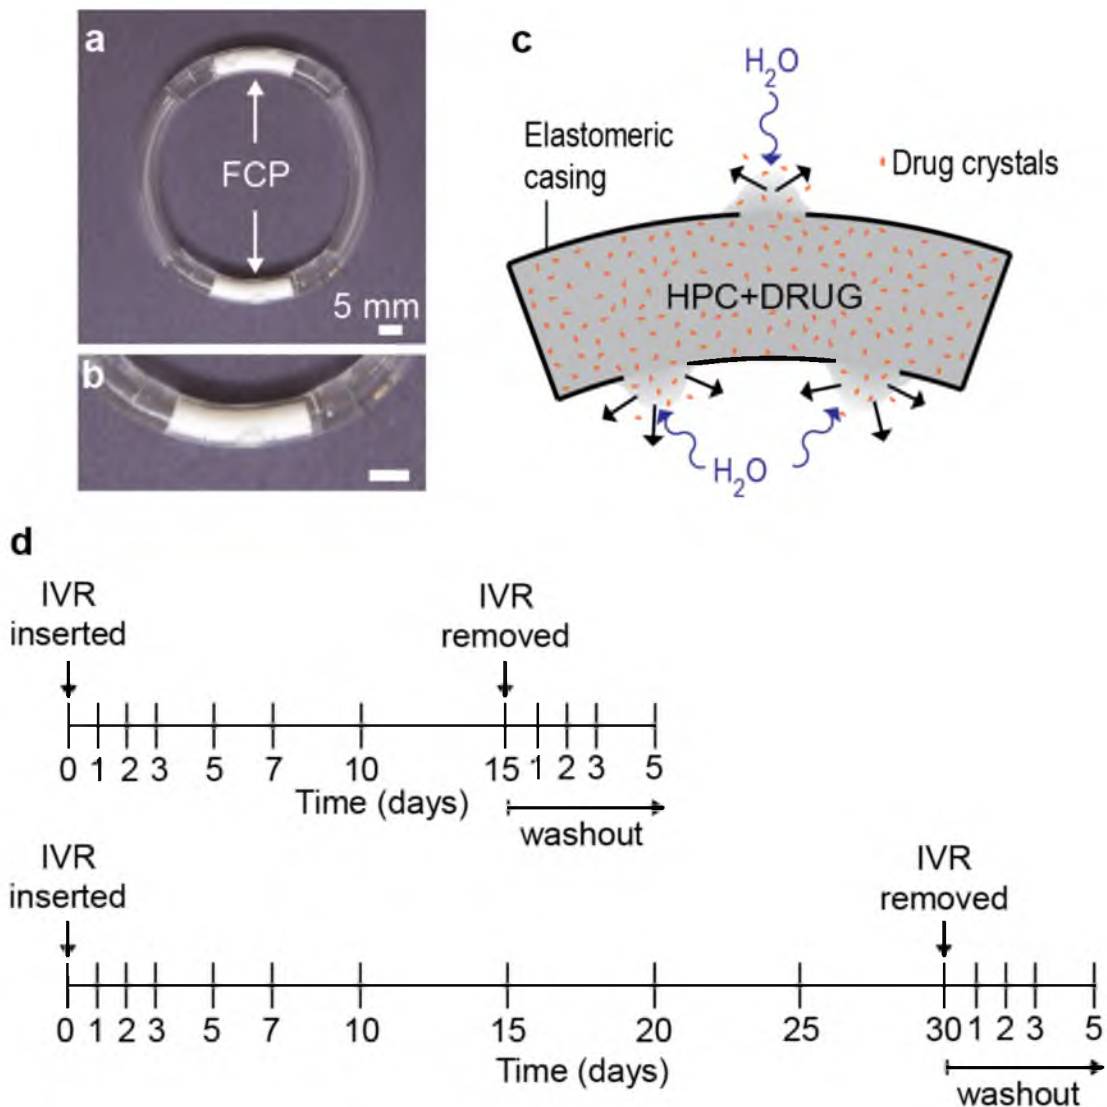 a
FCP
5 mm
b
c
H2O
Elastomeric
casing
Drug crystals
HPC+DRUG
H2O
d
IVR
inserted
IVR
removed
0 1 2 3 5 7 10 15 1 2 3 5
Time (days)
washout
IVR
inserted
IVR
removed
0 1 2 3 5 7 10 15 20 25 30 1 2 3 5
Time (days)
washout